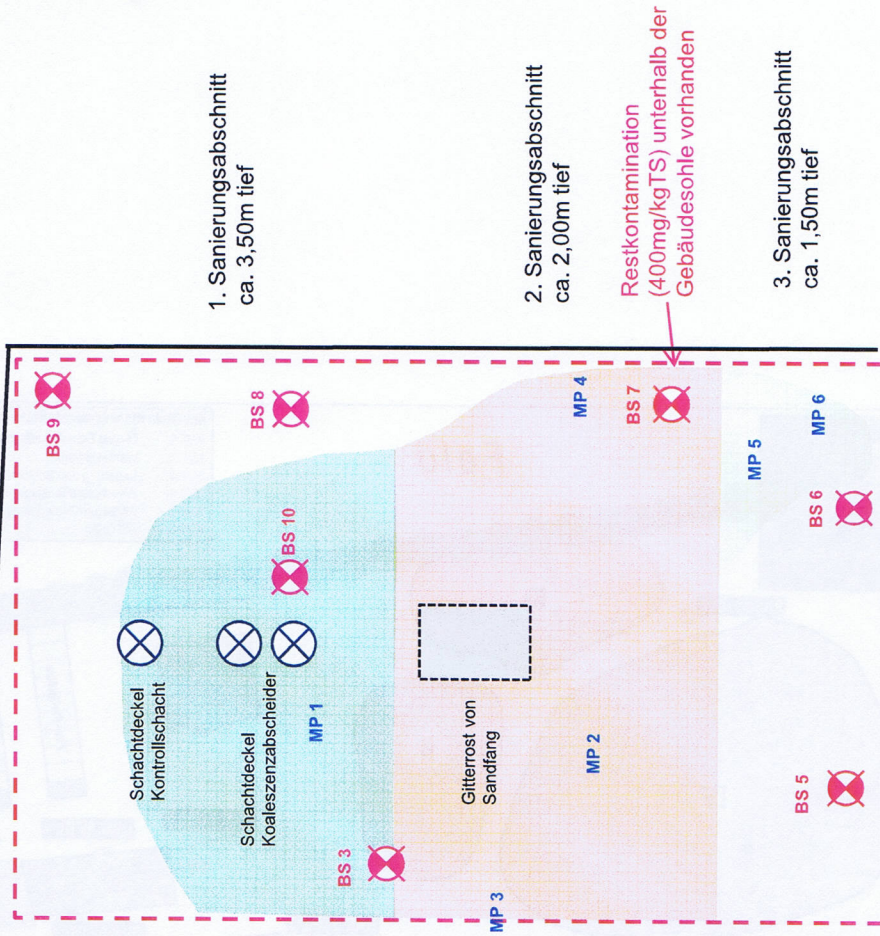 1. Sanierungsabschnitt
ca. 3,50m tief
2. Sanierungsabschnitt
ca. 2,00m tief
Restkontamination
(400mg/kgTS) unterhalb der
Gebäudesohle vorhanden
3. Sanierungsabschnitt
ca. 1,50m tief
BS 9
BS 8
BS 10
Schachtdeckel
Kontrollschacht
Schachtdeckel
Koaleszenzabscheider
MP 1
BS 3
Gitterrost von
Sandfang
MP 3
MP 2
MP 4
BS 7
MP 5
MP 6
BS 6
BS 5